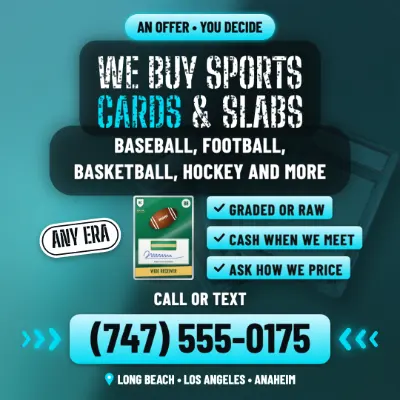 AN OFFER • YOU DECIDE
WE BUY SPORTS
CARDS & SLABS
BASEBALL, FOOTBALL,
BASKETBALL, HOCKEY AND MORE
ANY ERA
WIDE RECEIVER
✓ GRADED OR RAW
✓ CASH WHEN WE MEET
✓ ASK HOW WE PRICE
CALL OR TEXT
(747) 555-0175
LONG BEACH • LOS ANGELES • ANAHEIM